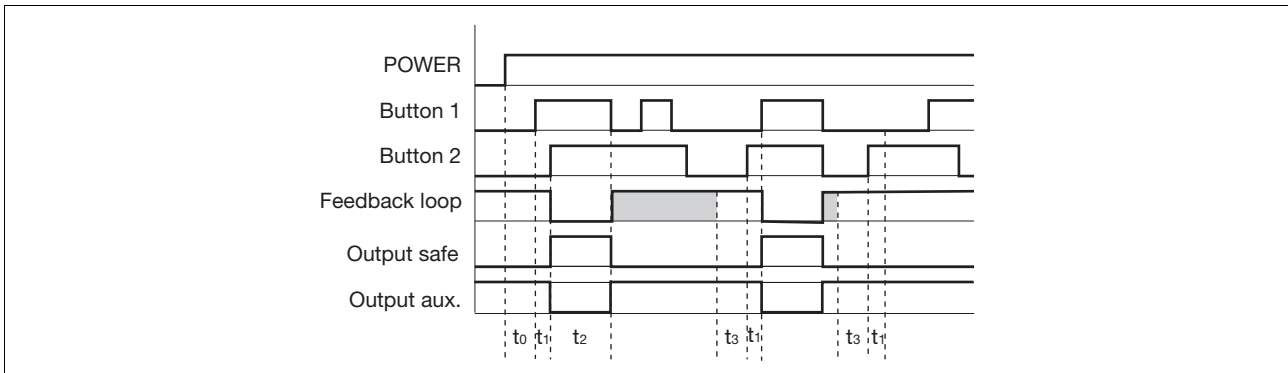 POWER
Button 1
Button 2
Feedback loop
Output safe
Output aux.
t0 t1 t2 t3 t1 t3 t1